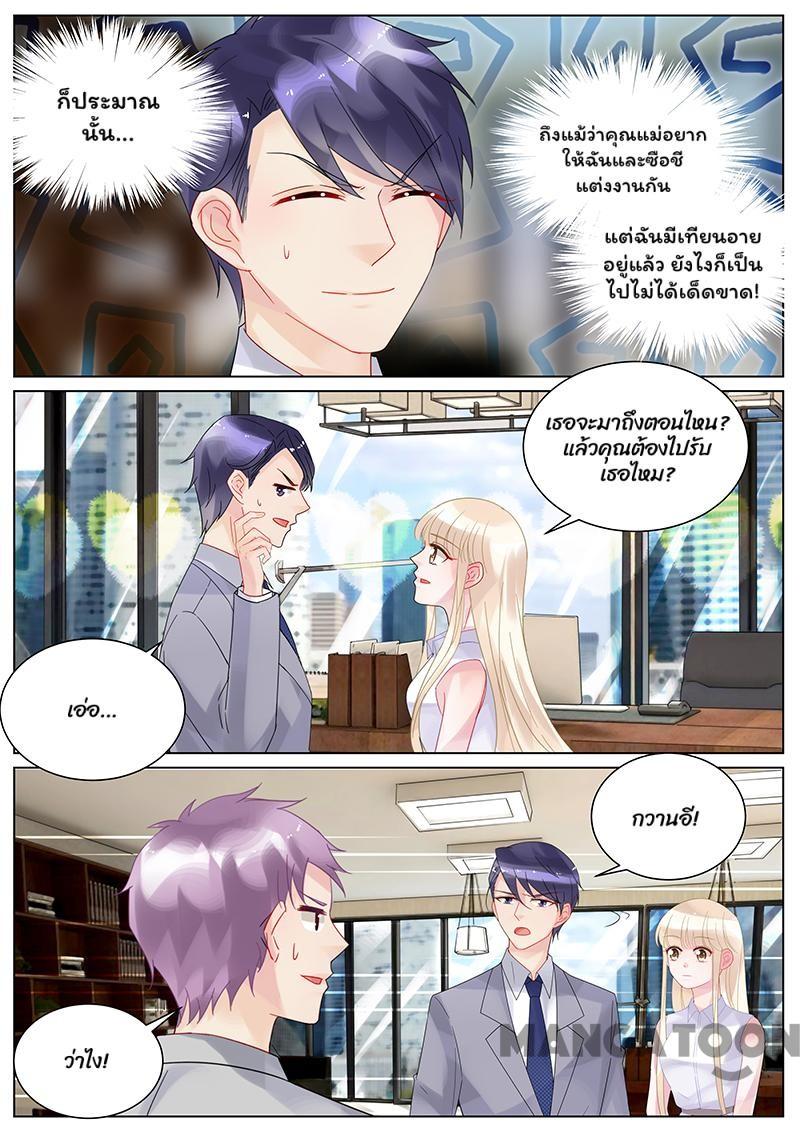 ก็ประมาณ
นั้น...
ถึงแม้ว่าคุณแม่อยาก
ให้ฉันและซือชี
แต่งงานกัน
แต่ฉันมีเทียนอาย
อยู่แล้ว ยังไงก็เป็น
ไปไม่ได้เด็ดขาด!
เธอจะมาถึงตอนไหน?
แล้วคุณต้องไปรับ
เธอไหม?
เอ่อ...
กวานอี!
ว่าไง!
MANGATOON